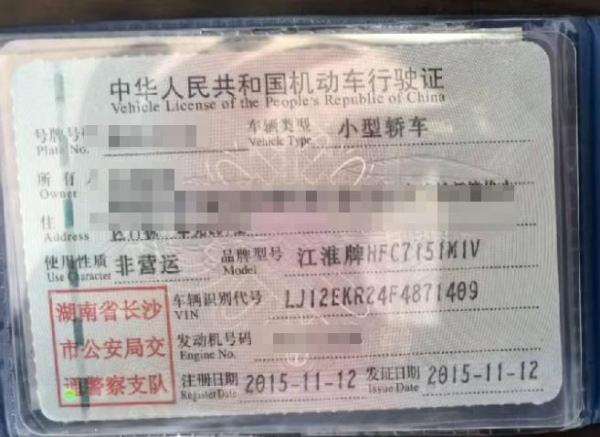 中华人民共和国机动车行驶证
Vehicle License of the People's Republic of China
号牌号
Plate No.
车辆类型 小型轿车
Vehicle Type
所有人
Owner
住
Address
使用性质 非营运
Use Character
品牌型号 江淮牌HFC7151M1V
Model
车辆识别代号 LJ12EKR24F4871409
VIN
发动机号码
Engine No.
注册日期 2015-11-12
Register Date
发证日期 2015-11-12
Issue Date
湖南省长沙
市公安局交
通警察支队